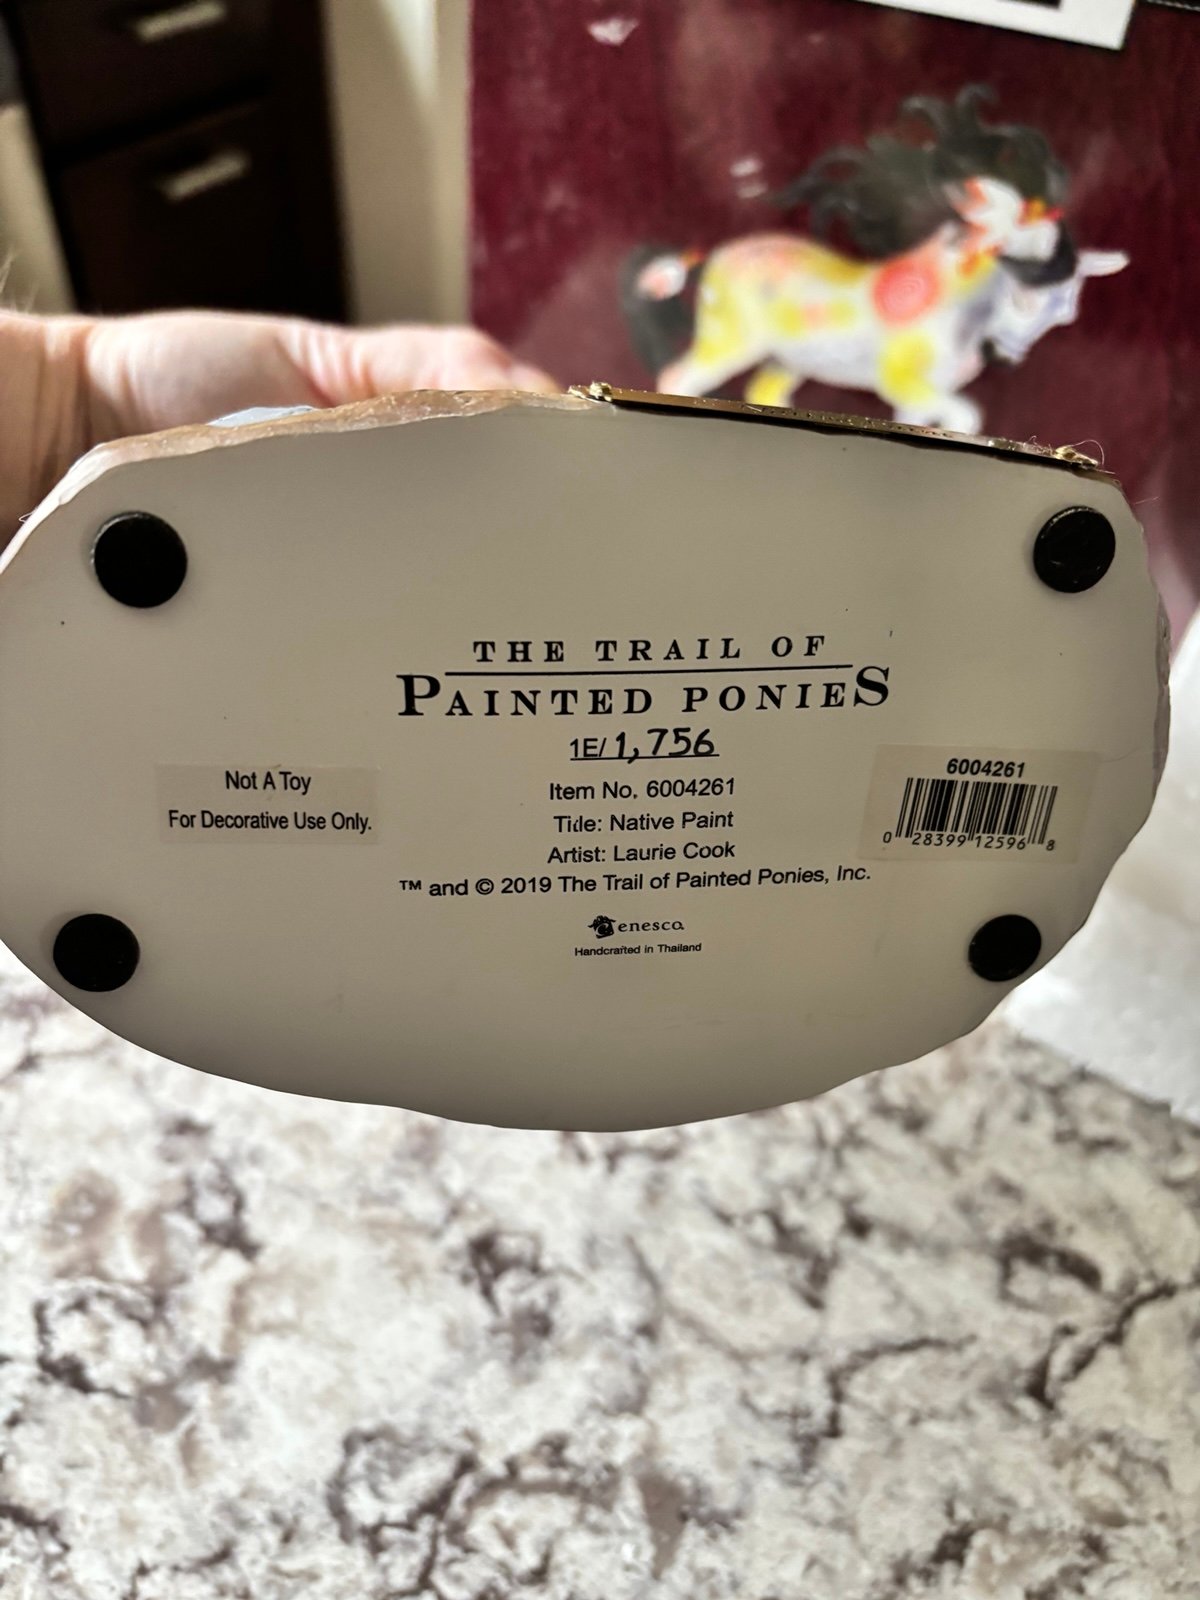 THE TRAIL OF
PAINTED PONIES
1E/ 1,756
Item No. 6004261
Title: Native Paint
Artist: Laurie Cook
™ and © 2019 The Trail of Painted Ponies, Inc.
enesco
Handcrafted in Thailand
Not A Toy
For Decorative Use Only.
6004261
0 28399 12596 8